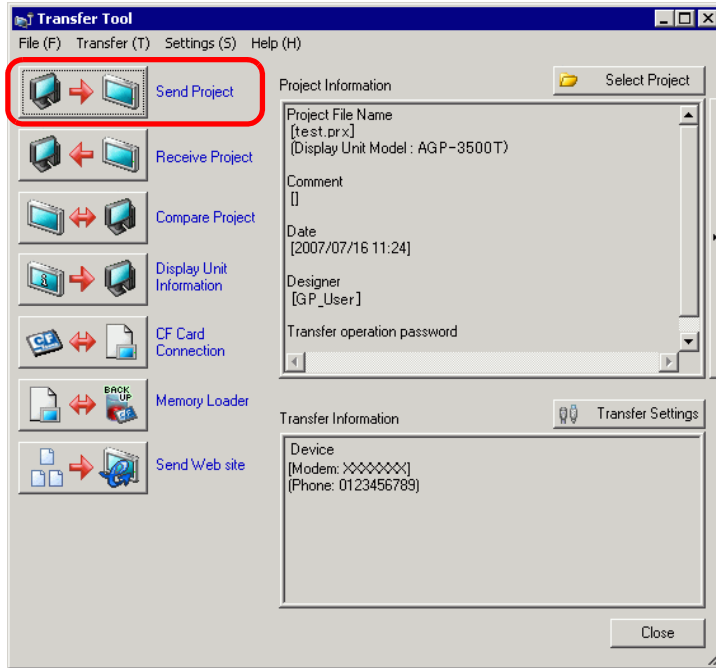 Transfer Tool
File (F) Transfer (T) Settings (S) Help (H)
Send Project
Receive Project
Compare Project
Display Unit
Information
CF Card
Connection
Memory Loader
Send Web site
CF
BACK
UP
CF
Project Information
Select Project
Project File Name
[test.prx]
(Display Unit Model : AGP-3500T)
Comment
[]
Date
[2007/07/16 11:24]
Designer
[GP_User]
Transfer operation password
Transfer Information
Transfer Settings
Device
[Modem: XXXXXXX]
(Phone: 0123456789)
Close